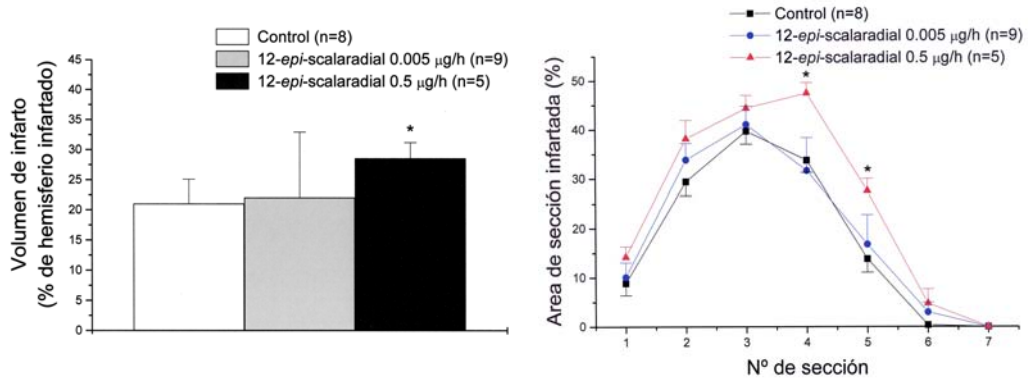 Control (n=8)
12-epi-scalaradial 0.005 μg/h (n=9)
12-epi-scalaradial 0.5 μg/h (n=5)
Volumen de infarto
(% de hemisferio infartado)
45
40
35
30
25
20
15
10
5
0
*
Control (n=8)
12-epi-scalaradial 0.005 μg/h (n=9)
12-epi-scalaradial 0.5 μg/h (n=5)
Area de sección infartada (%)
50
40
30
20
10
0
*
*
1 2 3 4 5 6 7
Nº de sección